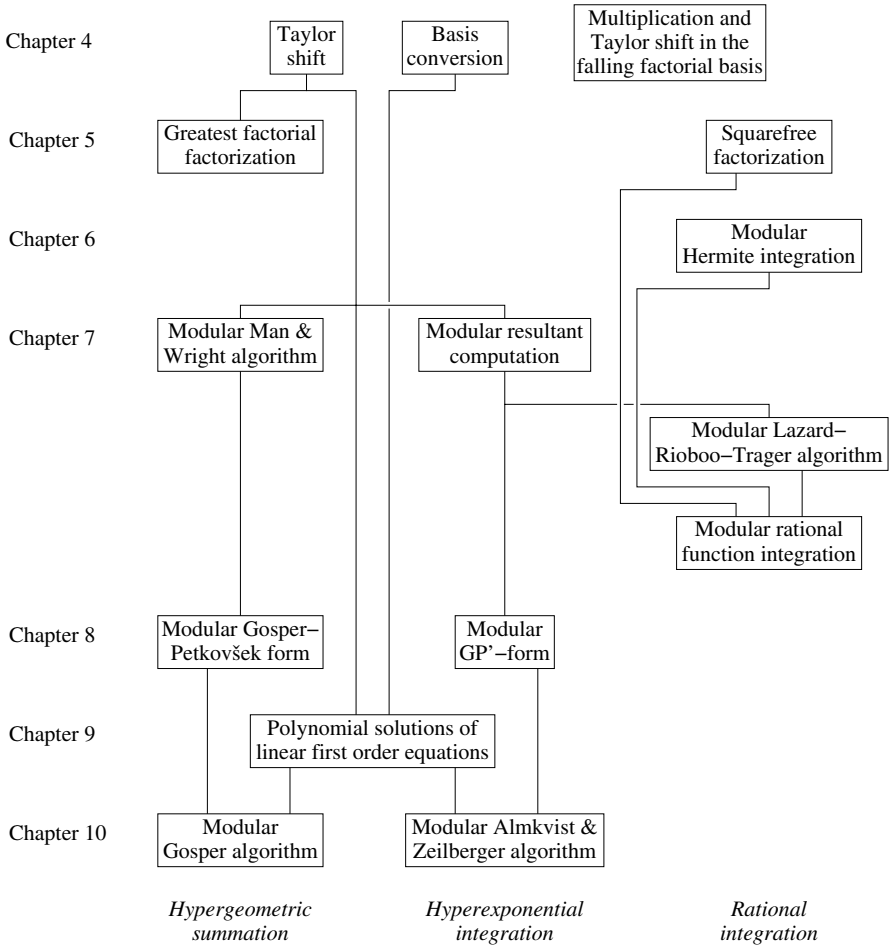 Chapter 4
Taylor
shift
Basis
conversion
Multiplication and
Taylor shift in the
falling factorial basis
Chapter 5
Greatest factorial
factorization
Squarefree
factorization
Chapter 6
Modular
Hermite integration
Chapter 7
Modular Man &
Wright algorithm
Modular resultant
computation
Modular Lazard−
Rioboo−Trager algorithm
Modular rational
function integration
Chapter 8
Modular Gosper−
Petkovšek form
Modular
GP’−form
Chapter 9
Polynomial solutions of
linear first order equations
Chapter 10
Modular
Gosper algorithm
Modular Almkvist &
Zeilberger algorithm
Hypergeometric
summation
Hyperexponential
integration
Rational
integration